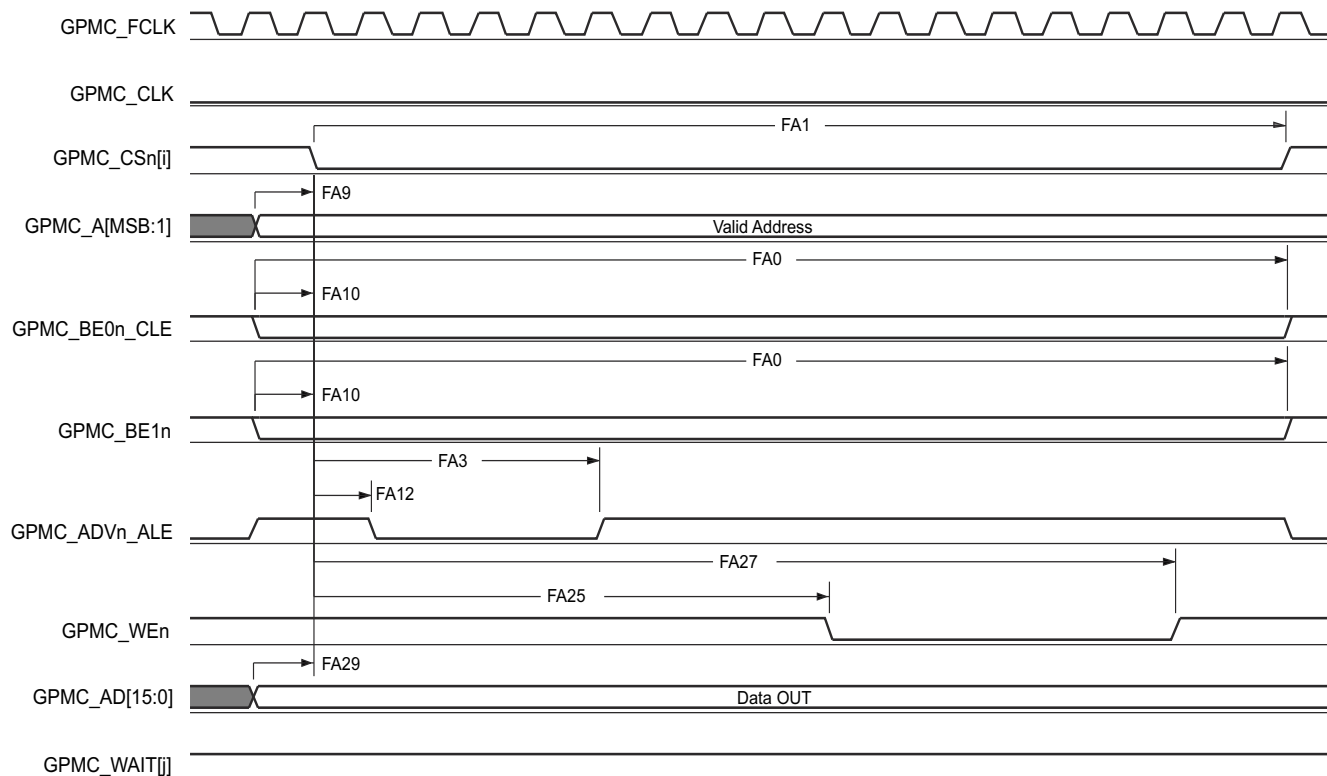 GPMC_FCLK
GPMC_CLK
FA1
GPMC_CSn[i]
FA9
GPMC_A[MSB:1]
Valid Address
FA0
FA10
GPMC_BE0n_CLE
FA0
FA10
GPMC_BE1n
FA3
FA12
GPMC_ADVn_ALE
FA27
FA25
GPMC_WEn
FA29
GPMC_AD[15:0]
Data OUT
GPMC_WAIT[j]